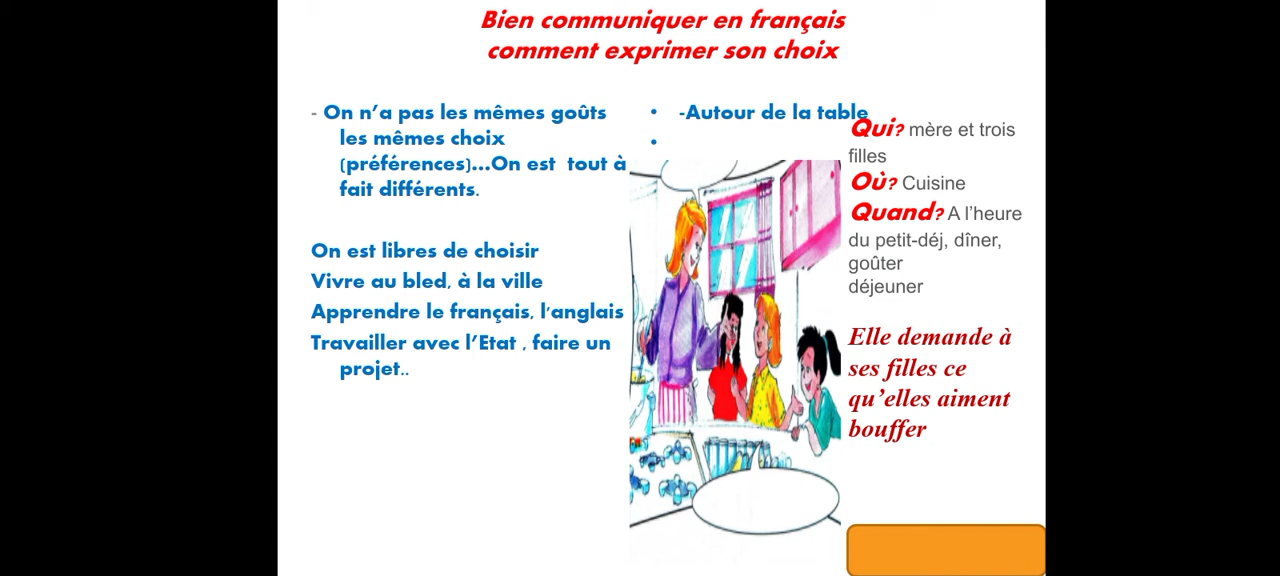 Bien communiquer en français
comment exprimer son choix
- On n’a pas les mêmes goûts
les mêmes choix
(préférences)...On est tout à
fait différents.
On est libres de choisir
Vivre au bled, à la ville
Apprendre le français, l’anglais
Travailler avec l’Etat , faire un
projet..
• -Autour de la table
•
Qui? mère et trois
filles
Où? Cuisine
Quand? A l’heure
du petit-déj, dîner,
goûter
déjeuner
Elle demande à
ses filles ce
qu’elles aiment
bouffer